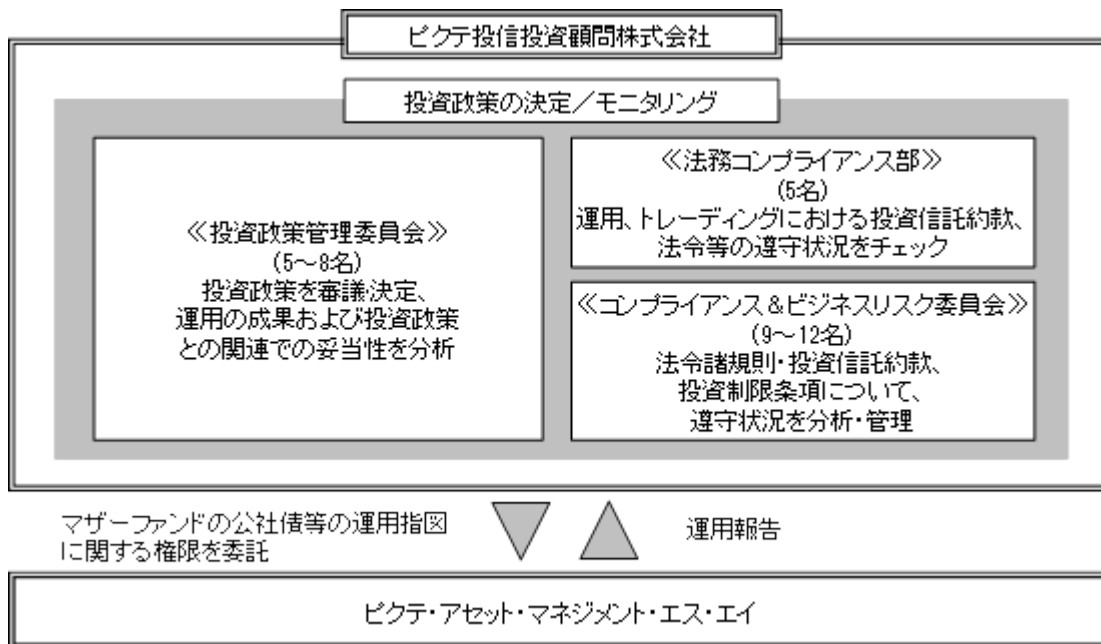 ピクテ投信投資顧問株式会社
投資政策の決定／モニタリング
≪投資政策管理委員会≫
(5～8名)
投資政策を審議・決定、
運用の成果および投資政策
との関連での妥当性を分析
≪法務コンプライアンス部≫
(5名)
運用、トレーディングにおける投資信託約款、
法令等の遵守状況をチェック
≪コンプライアンス＆ビジネスリスク委員会≫
(9～12名)
法令諸規則・投資信託約款、
投資制限条項について、
遵守状況を分析・管理
マザーファンドの公社債等の運用指図
に関する権限を委託
運用報告
ピクテ・アセット・マネジメント・エス・エイ